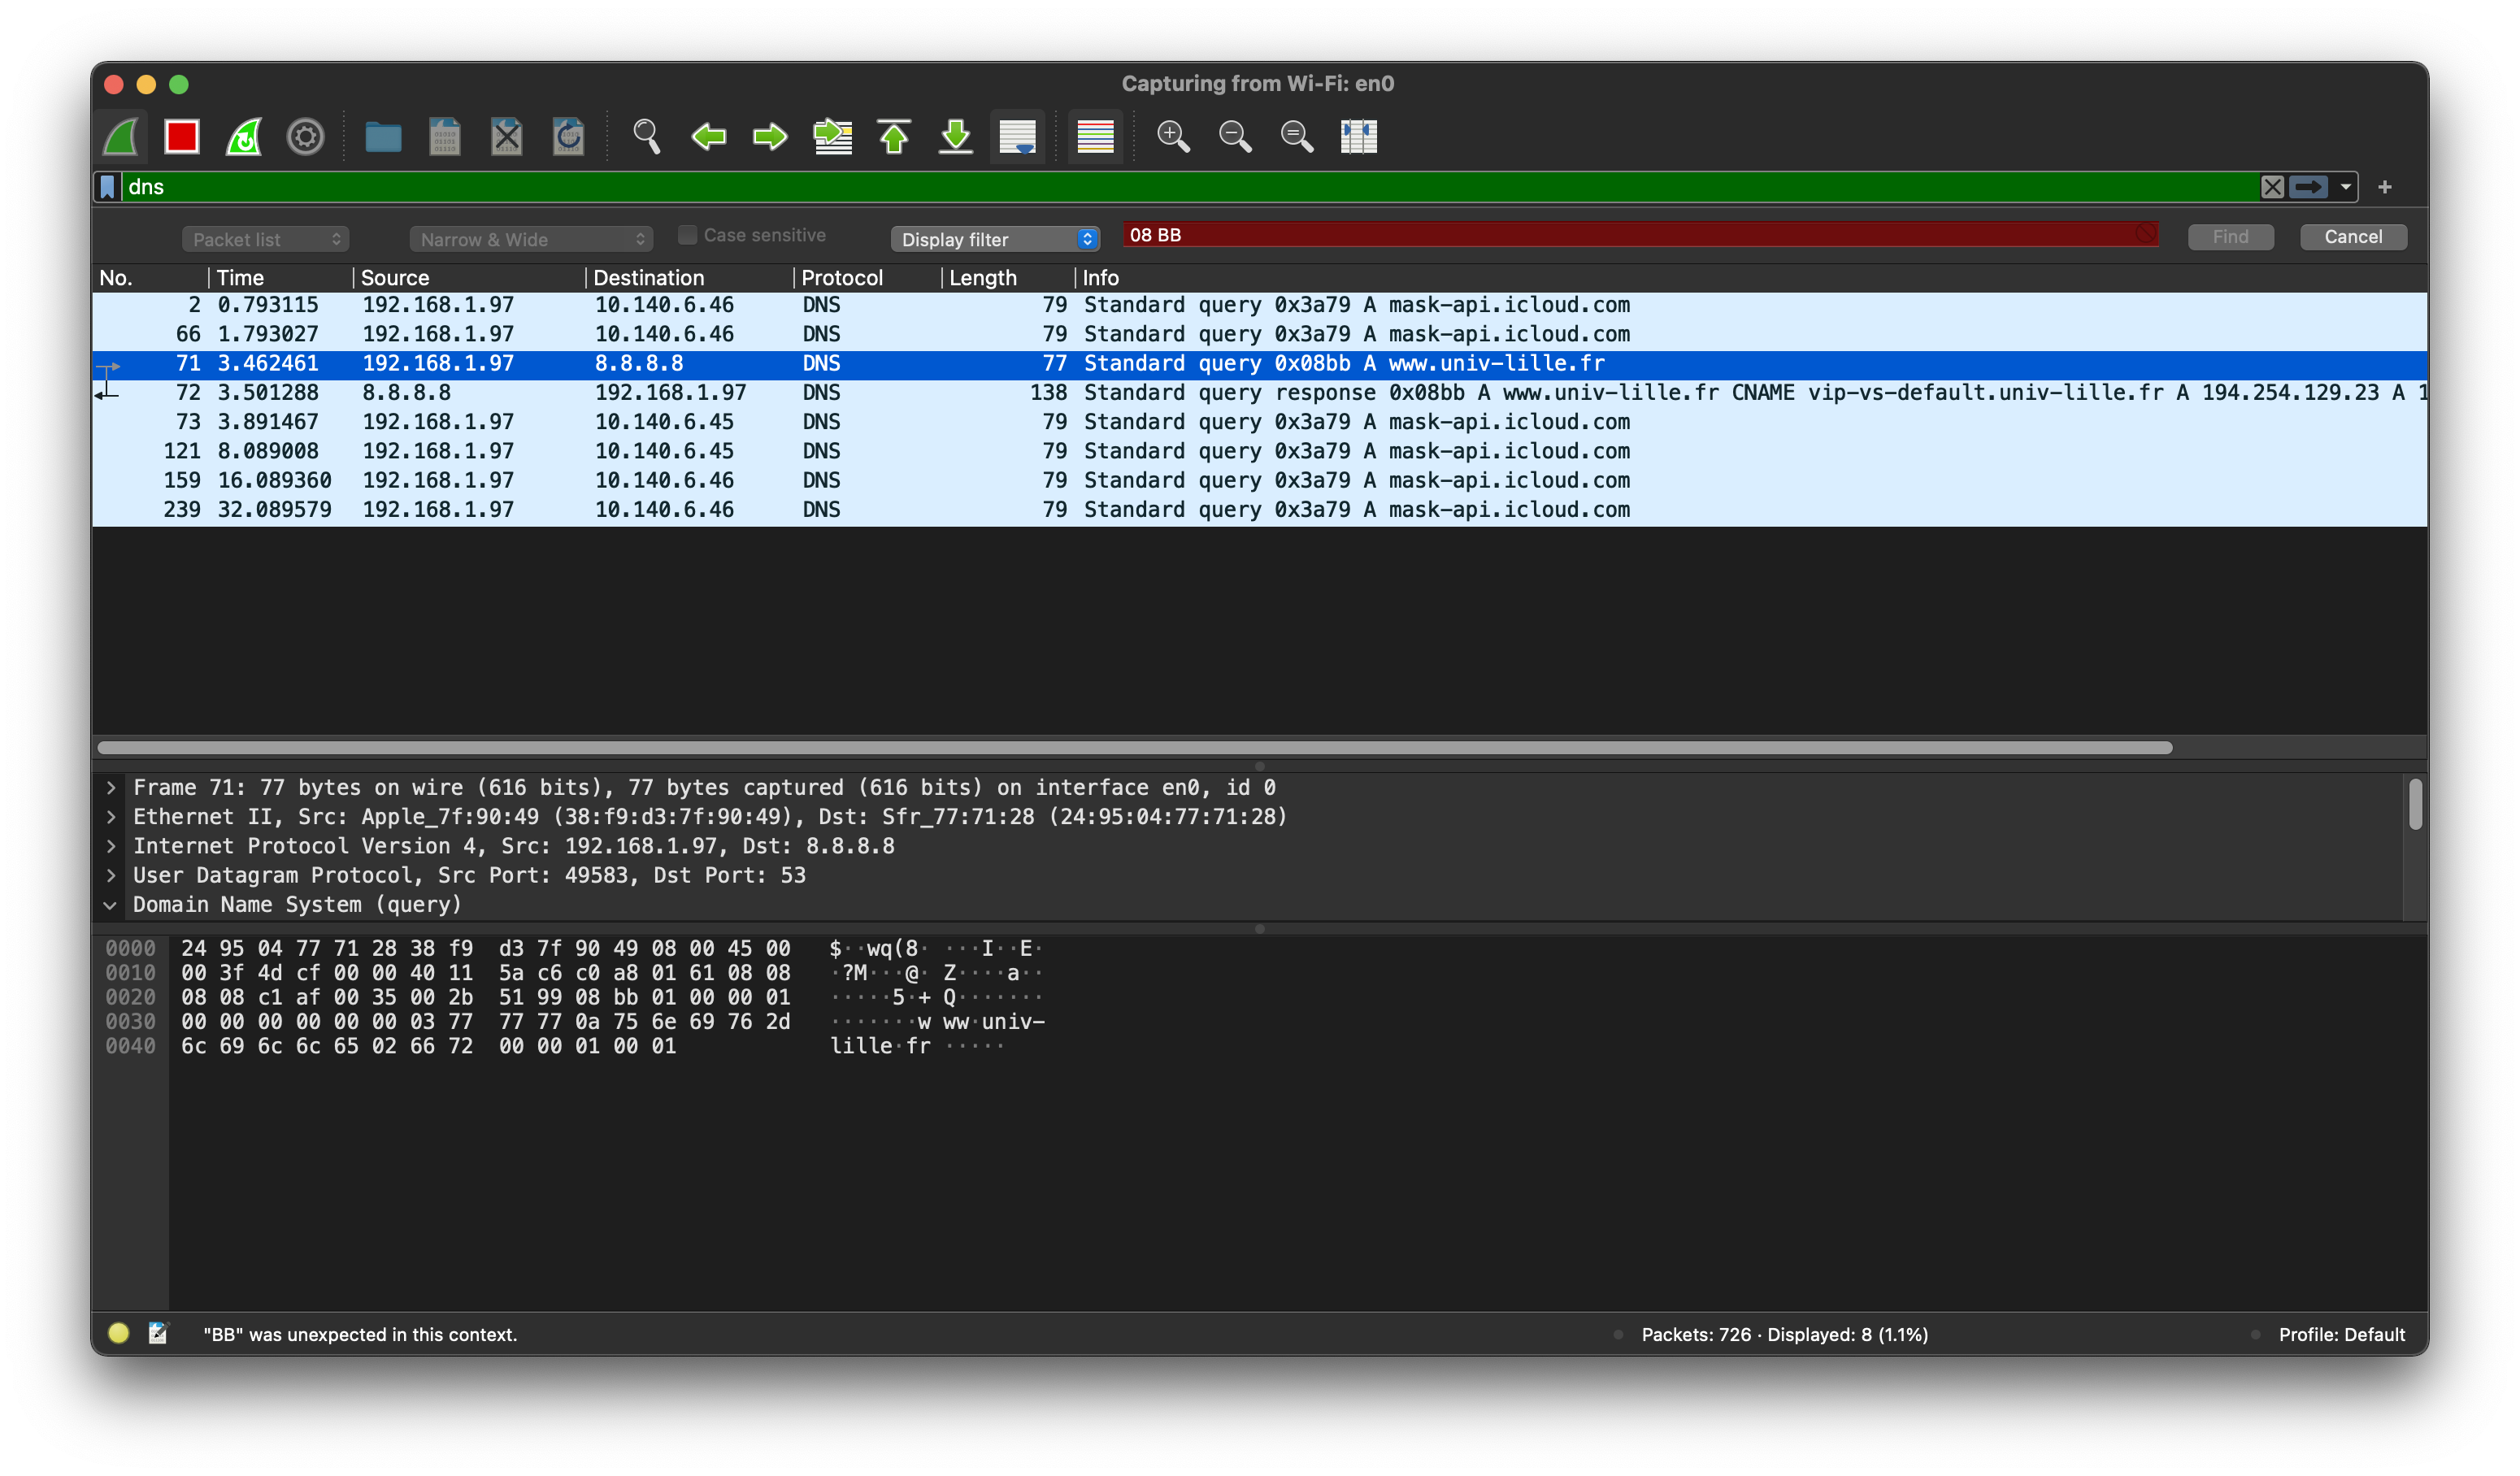 Capturing from Wi-Fi: en0
dns
Packet list Narrow & Wide Case sensitive Display filter 08 BB Find Cancel
No. Time Source Destination Protocol Length Info
2 0.793115 192.168.1.97 10.140.6.46 DNS 79 Standard query 0x3a79 A mask-api.icloud.com
66 1.793027 192.168.1.97 10.140.6.46 DNS 79 Standard query 0x3a79 A mask-api.icloud.com
71 3.462461 192.168.1.97 8.8.8.8 DNS 77 Standard query 0x08bb A www.univ-lille.fr
72 3.501288 8.8.8.8 192.168.1.97 DNS 138 Standard query response 0x08bb A www.univ-lille.fr CNAME vip-vs-default.univ-lille.fr A 194.254.129.23 A 1
73 3.891467 192.168.1.97 10.140.6.45 DNS 79 Standard query 0x3a79 A mask-api.icloud.com
121 8.089008 192.168.1.97 10.140.6.45 DNS 79 Standard query 0x3a79 A mask-api.icloud.com
159 16.089360 192.168.1.97 10.140.6.46 DNS 79 Standard query 0x3a79 A mask-api.icloud.com
239 32.089579 192.168.1.97 10.140.6.46 DNS 79 Standard query 0x3a79 A mask-api.icloud.com
Frame 71: 77 bytes on wire (616 bits), 77 bytes captured (616 bits) on interface en0, id 0
Ethernet II, Src: Apple_7f:90:49 (38:f9:d3:7f:90:49), Dst: Sfr_77:71:28 (24:95:04:77:71:28)
Internet Protocol Version 4, Src: 192.168.1.97, Dst: 8.8.8.8
User Datagram Protocol, Src Port: 49583, Dst Port: 53
Domain Name System (query)
0000 24 95 04 77 71 28 38 f9 d3 7f 90 49 08 00 45 00 $··wq(8· ···I··E·
0010 00 3f 4d cf 00 00 40 11 5a c6 c0 a8 01 61 08 08 ·?M···@· Z····a··
0020 08 08 c1 af 00 35 00 2b 51 99 08 bb 01 00 00 01 ·····5·+ Q·······
0030 00 00 00 00 00 00 03 77 77 77 0a 75 6e 69 76 2d ·······w ww·univ-
0040 6c 69 6c 6c 65 02 66 72 00 00 01 00 01 lille·fr ·····
"BB" was unexpected in this context. Packets: 726 · Displayed: 8 (1.1%) Profile: Default